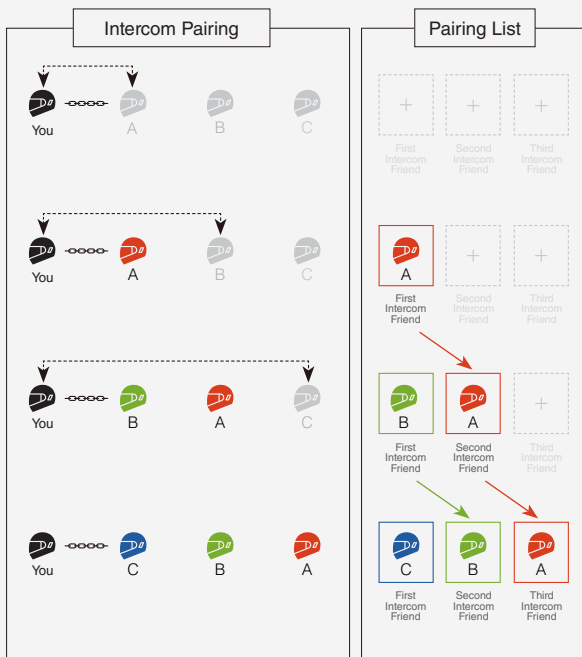 Intercom Pairing
Pairing List
You
A
B
C
+
+
+
First
Intercom
Friend
Second
Intercom
Friend
Third
Intercom
Friend
You
A
B
C
A
+
+
First
Intercom
Friend
Second
Intercom
Friend
Third
Intercom
Friend
You
B
A
C
B
A
+
First
Intercom
Friend
Second
Intercom
Friend
Third
Intercom
Friend
You
C
B
A
C
B
A
First
Intercom
Friend
Second
Intercom
Friend
Third
Intercom
Friend